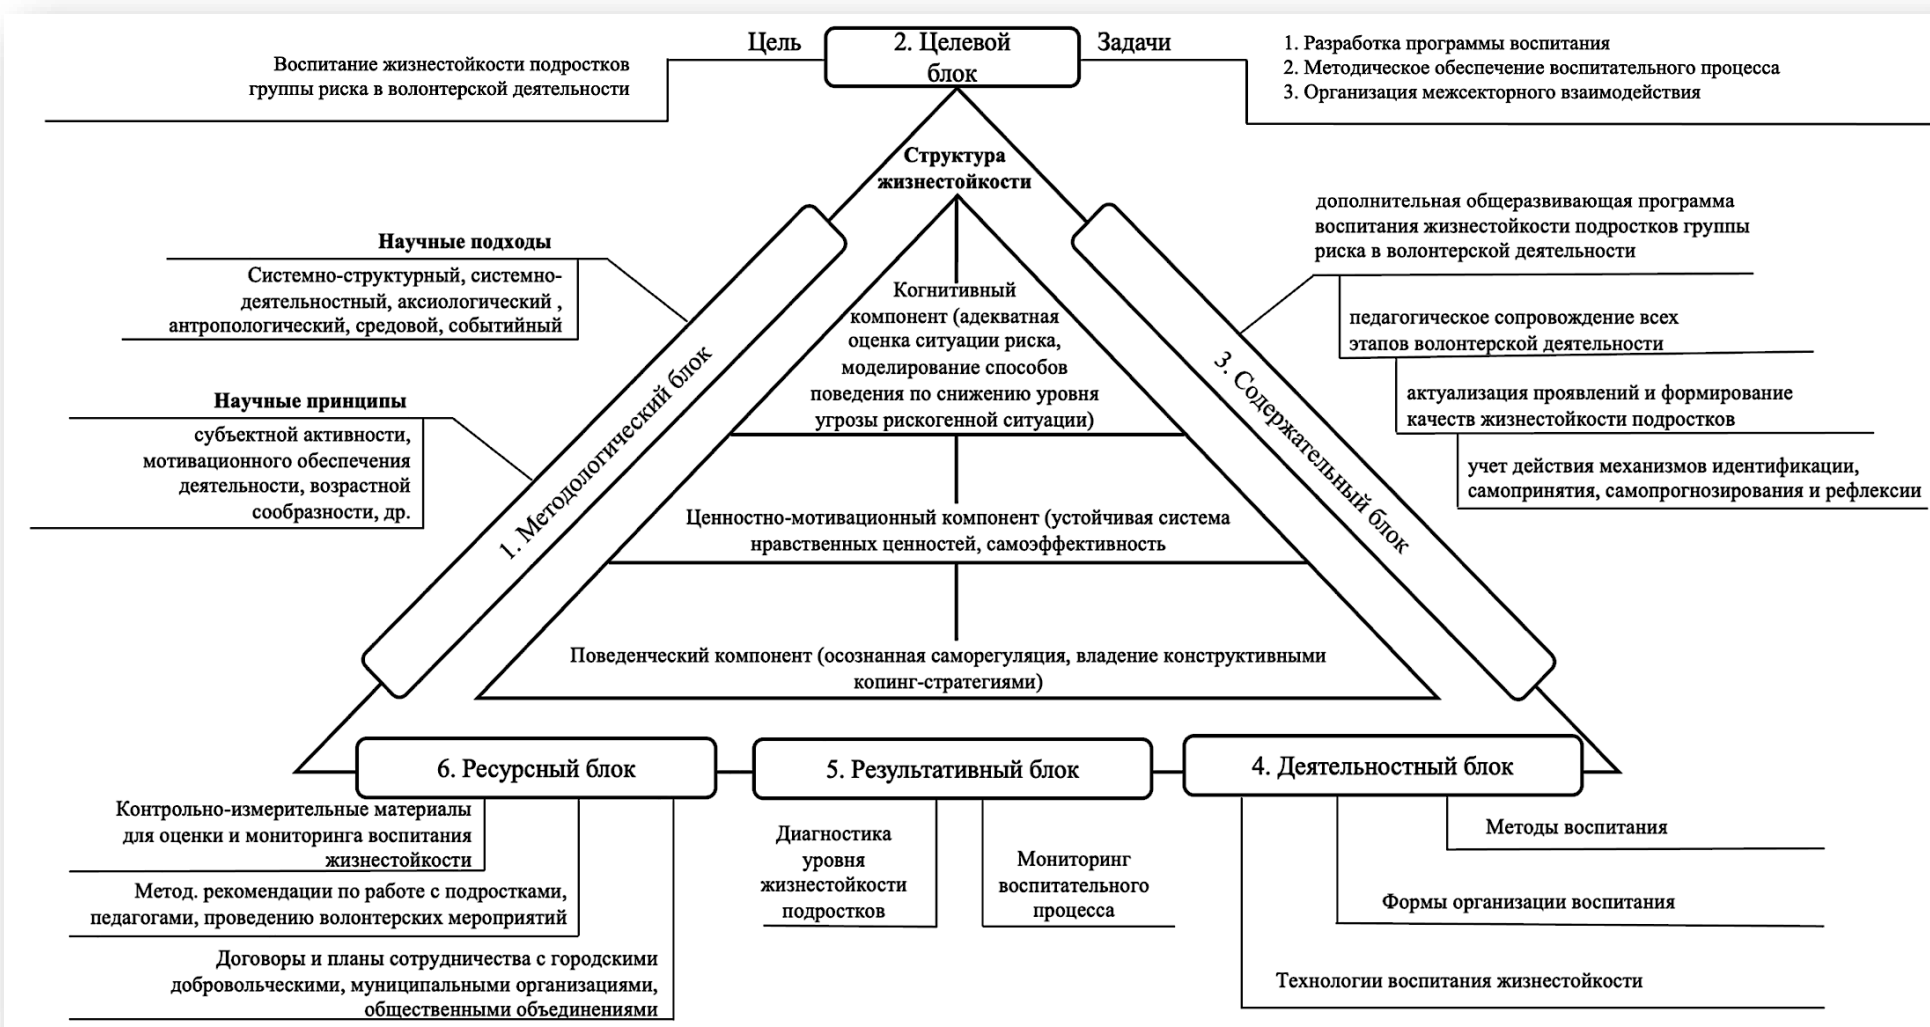 Цель
2. Целевой
блок
Задачи
Воспитание жизнестойкости подростков
группы риска в волонтерской деятельности
1. Разработка программы воспитания
2. Методическое обеспечение воспитательного процесса
3. Организация межсекторного взаимодействия
Структура
жизнестойкости
Научные подходы
Системно-структурный, системно-
деятельностный, аксиологический ,
антропологический, средовой, событийный
Научные принципы
субъектной активности,
мотивационного обеспечения
деятельности, возрастной
сообразности, др.
1. Методологический блок
Когнитивный
компонент (адекватная
оценка ситуации риска,
моделирование способов
поведения по снижению уровня
угрозы рискогенной ситуации)
Ценностно-мотивационный компонент (устойчивая система
нравственных ценностей, самоэффективность
Поведенческий компонент (осознанная саморегуляция, владение конструктивными
копинг-стратегиями)
3. Содержательный блок
дополнительная общеразвивающая программа
воспитания жизнестойкости подростков группы
риска в волонтерской деятельности
педагогическое сопровождение всех
этапов волонтерской деятельности
актуализация проявлений и формирование
качеств жизнестойкости подростков
учет действия механизмов идентификации,
самопринятия, самопрогнозирования и рефлексии
6. Ресурсный блок
Контрольно-измерительные материалы
для оценки и мониторинга воспитания
жизнестойкости
Метод. рекомендации по работе с подростками,
педагогами, проведению волонтерских мероприятий
Договоры и планы сотрудничества с городскими
добровольческими, муниципальными организациями,
общественными объединениями
5. Результативный блок
Диагностика
уровня
жизнестойкости
подростков
Мониторинг
воспитательного
процесса
4. Деятельностный блок
Методы воспитания
Формы организации воспитания
Технологии воспитания жизнестойкости